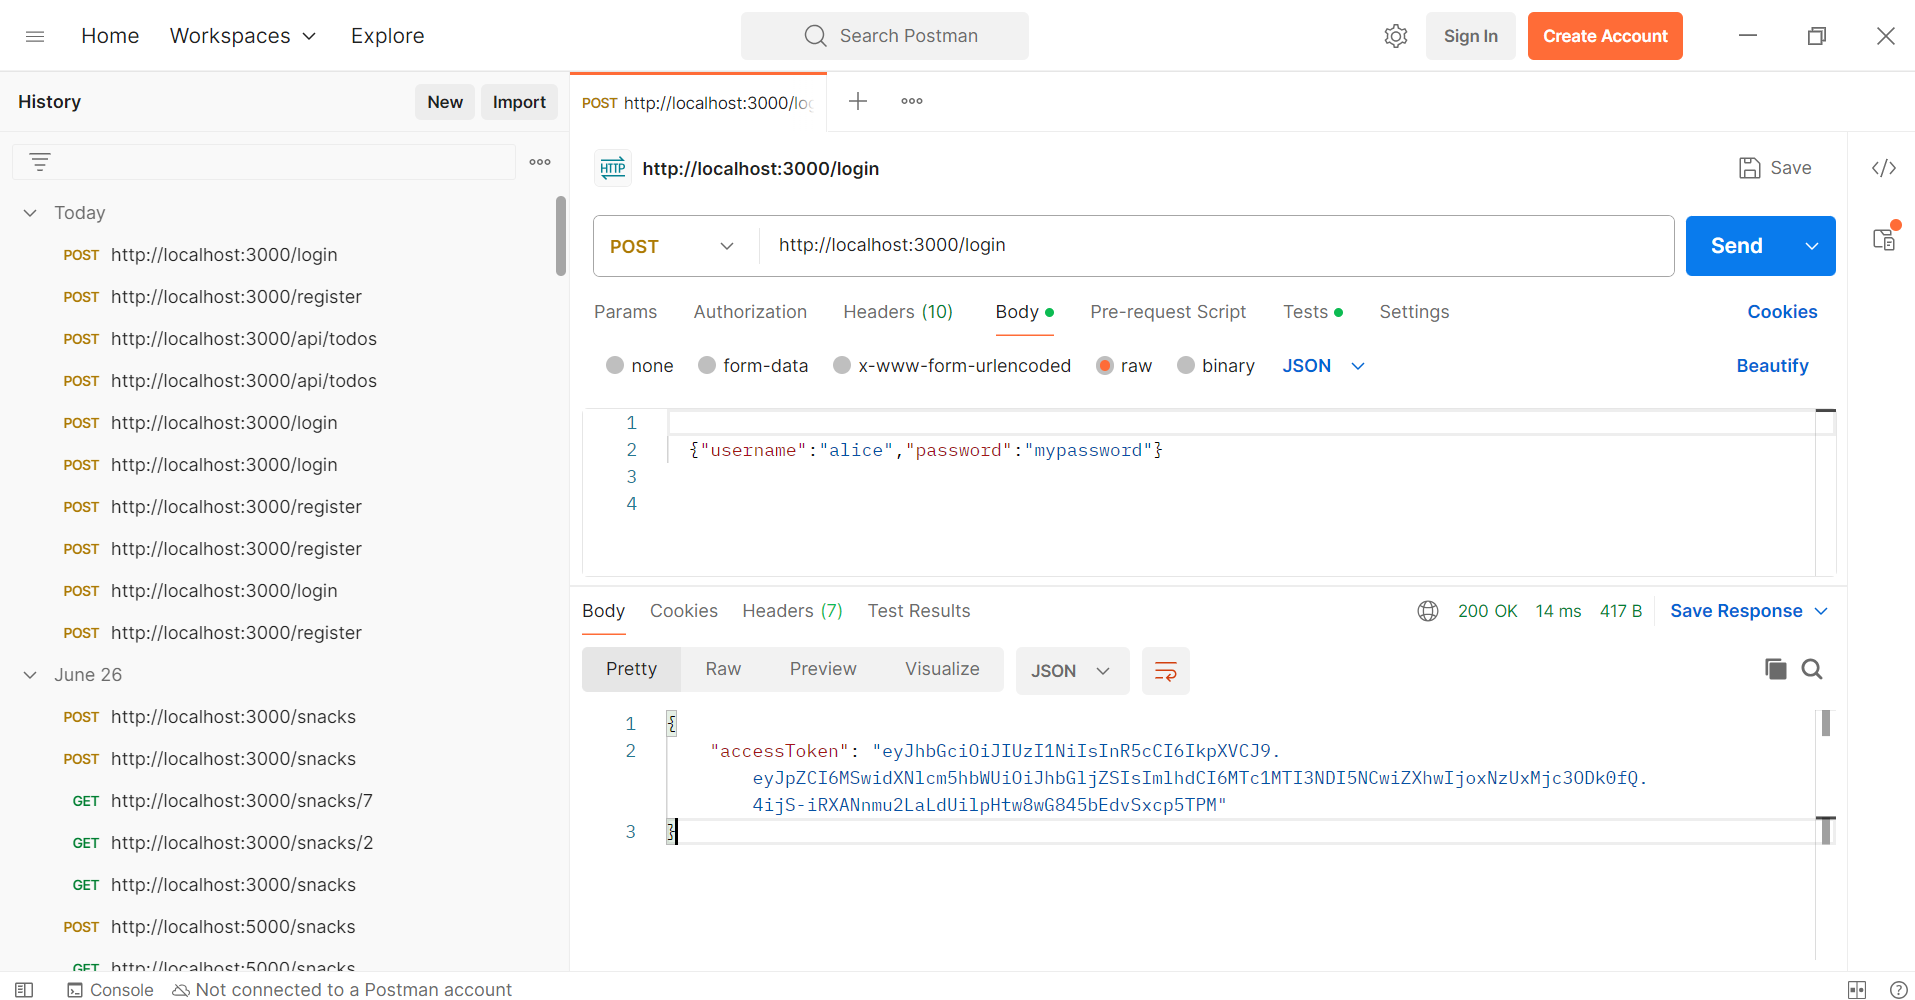 Home Workspaces Explore Search Postman Sign In Create Account
History New Import POST http://localhost:3000/log ooo
ooo
Today
POST http://localhost:3000/login
POST http://localhost:3000/register
POST http://localhost:3000/api/todos
POST http://localhost:3000/api/todos
POST http://localhost:3000/login
POST http://localhost:3000/login
POST http://localhost:3000/register
POST http://localhost:3000/register
POST http://localhost:3000/login
POST http://localhost:3000/register
June 26
POST http://localhost:3000/snacks
POST http://localhost:3000/snacks
GET http://localhost:3000/snacks/7
GET http://localhost:3000/snacks/2
GET http://localhost:3000/snacks
POST http://localhost:5000/snacks
GET http://localhost:5000/snacks
HTTP http://localhost:3000/login Save </>
POST http://localhost:3000/login Send
Params Authorization Headers (10) Body Pre-request Script Tests Settings Cookies
none form-data x-www-form-urlencoded raw binary JSON Beautify
1
2 {"username":"alice","password":"mypassword"}
3
4
Body Cookies Headers (7) Test Results 200 OK 14 ms 417 B Save Response
Pretty Raw Preview Visualize JSON
1 {
2 "accessToken": "eyJhbGciOiJIUzI1NiIsInR5cCI6IkpXVCJ9.
eyJpZCI6MSwidXNlcm5hbWUiOiJhbGljZSIsImlhdCI6MTc1MTI3NDI5NCwiZXhwIjoxNzUxMjc3ODk0fQ.
4ijS-iRXANnmu2LaLdUilpHtw8wG845bEdvSxcp5TPM"
3 }
Console Not connected to a Postman account